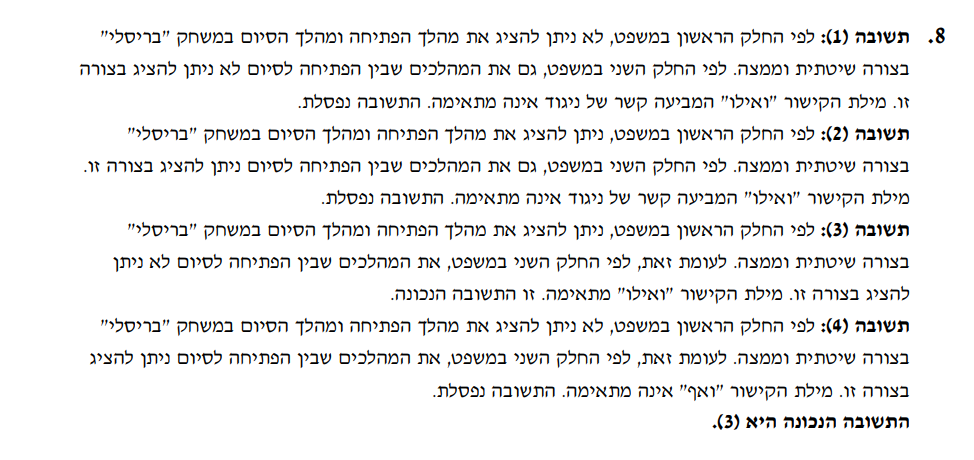 8. תשובה (1): לפי החלק הראשון במשפט, לא ניתן להציג את מהלך הפתיחה ומהלך הסיום במשחק "בריסלי"
בצורה שיטתית וממצה. לפי החלק השני במשפט, גם את המהלכים שבין הפתיחה לסיום לא ניתן להציג בצורה
זו. מילת הקישור "ואילו" המביעה קשר של ניגוד אינה מתאימה. התשובה נפסלת.
תשובה (2): לפי החלק הראשון במשפט, ניתן להציג את מהלך הפתיחה ומהלך הסיום במשחק "בריסלי"
בצורה שיטתית וממצה. לפי החלק השני במשפט, גם את המהלכים שבין הפתיחה לסיום ניתן להציג בצורה זו.
מילת הקישור "ואילו" המביעה קשר של ניגוד אינה מתאימה. התשובה נפסלת.
תשובה (3): לפי החלק הראשון במשפט, ניתן להציג את מהלך הפתיחה ומהלך הסיום במשחק "בריסלי"
בצורה שיטתית וממצה. לעומת זאת, לפי החלק השני במשפט, את המהלכים שבין הפתיחה לסיום לא ניתן
להציג בצורה זו. מילת הקישור "ואילו" מתאימה. זו התשובה הנכונה.
תשובה (4): לפי החלק הראשון במשפט, לא ניתן להציג את מהלך הפתיחה ומהלך הסיום במשחק "בריסלי"
בצורה שיטתית וממצה. לעומת זאת, לפי החלק השני במשפט, את המהלכים שבין הפתיחה לסיום ניתן להציג
בצורה זו. מילת הקישור "ואף" אינה מתאימה. התשובה נפסלת.
התשובה הנכונה היא (3).